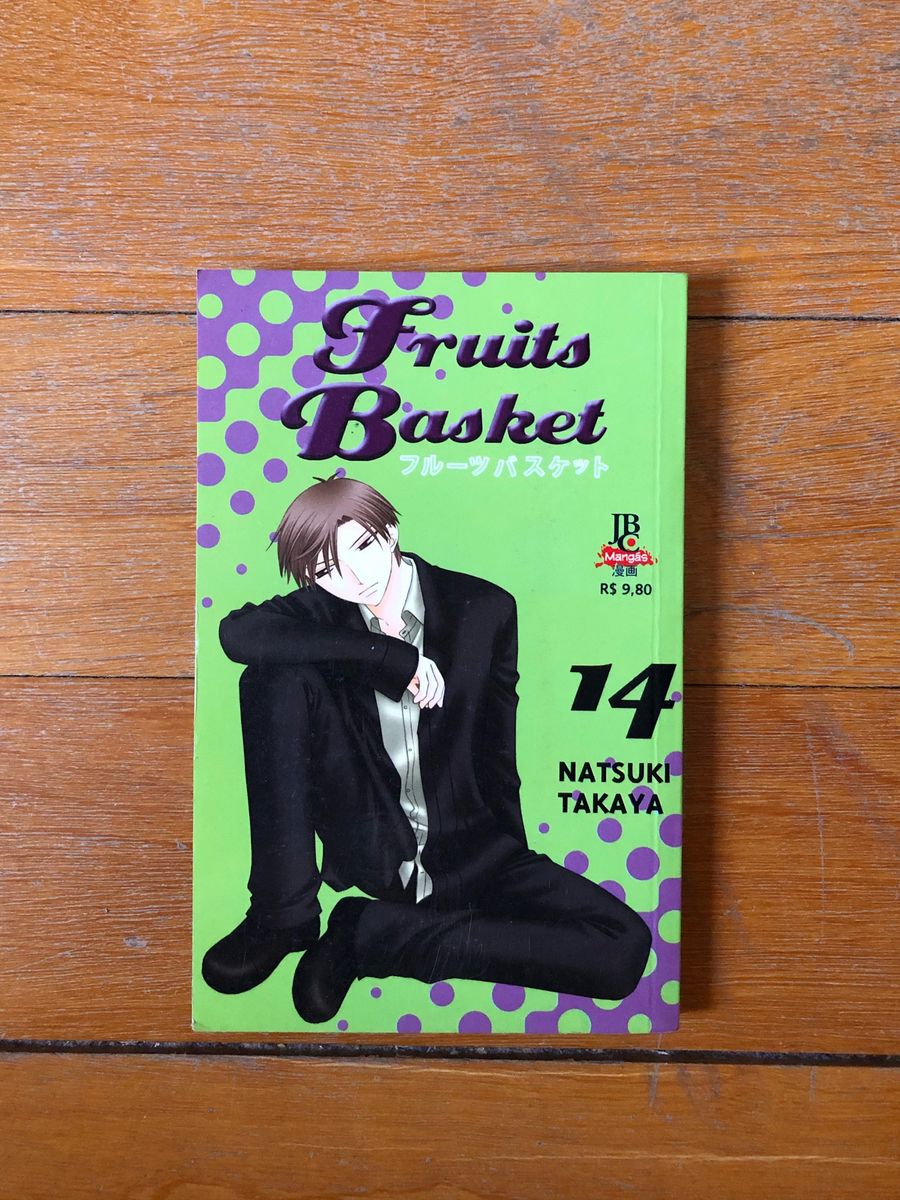 Fruits
Basket
フルーツバスケット
JBC
Mangás
漫画
R$ 9,80
14
NATSUKI
TAKAYA